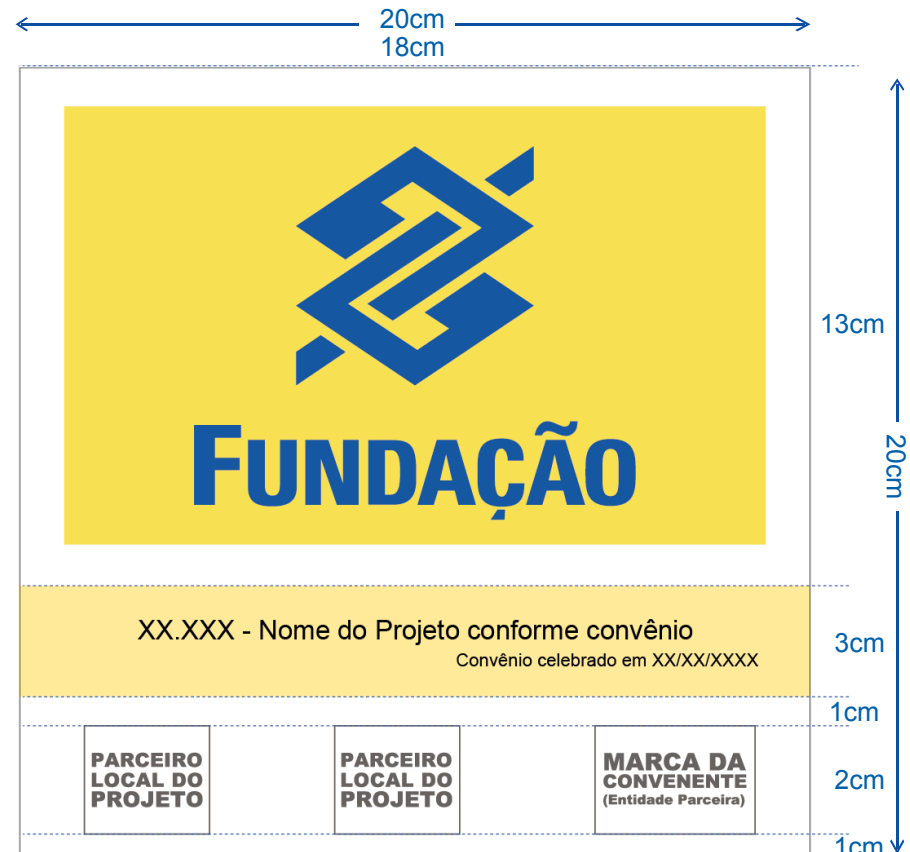 20cm
18cm
FUNDAÇÃO
13cm
20cm
XX.XXX - Nome do Projeto conforme convênio
Convênio celebrado em XX/XX/XXXX
3cm
1cm
PARCEIRO
LOCAL DO
PROJETO
PARCEIRO
LOCAL DO
PROJETO
MARCA DA
CONVENENTE
(Entidade Parceira)
2cm
1cm